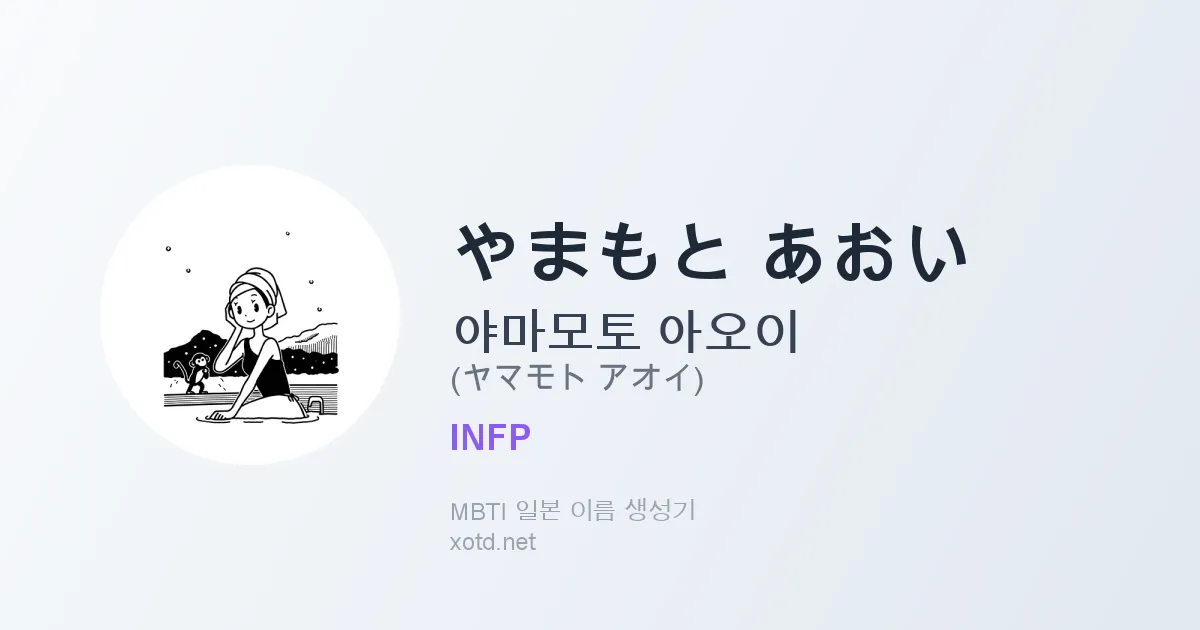 やまもと あおい
야마모토 아오이
(ヤマモト アオイ)
INFP
MBTI 일본 이름 생성기
xotd.net